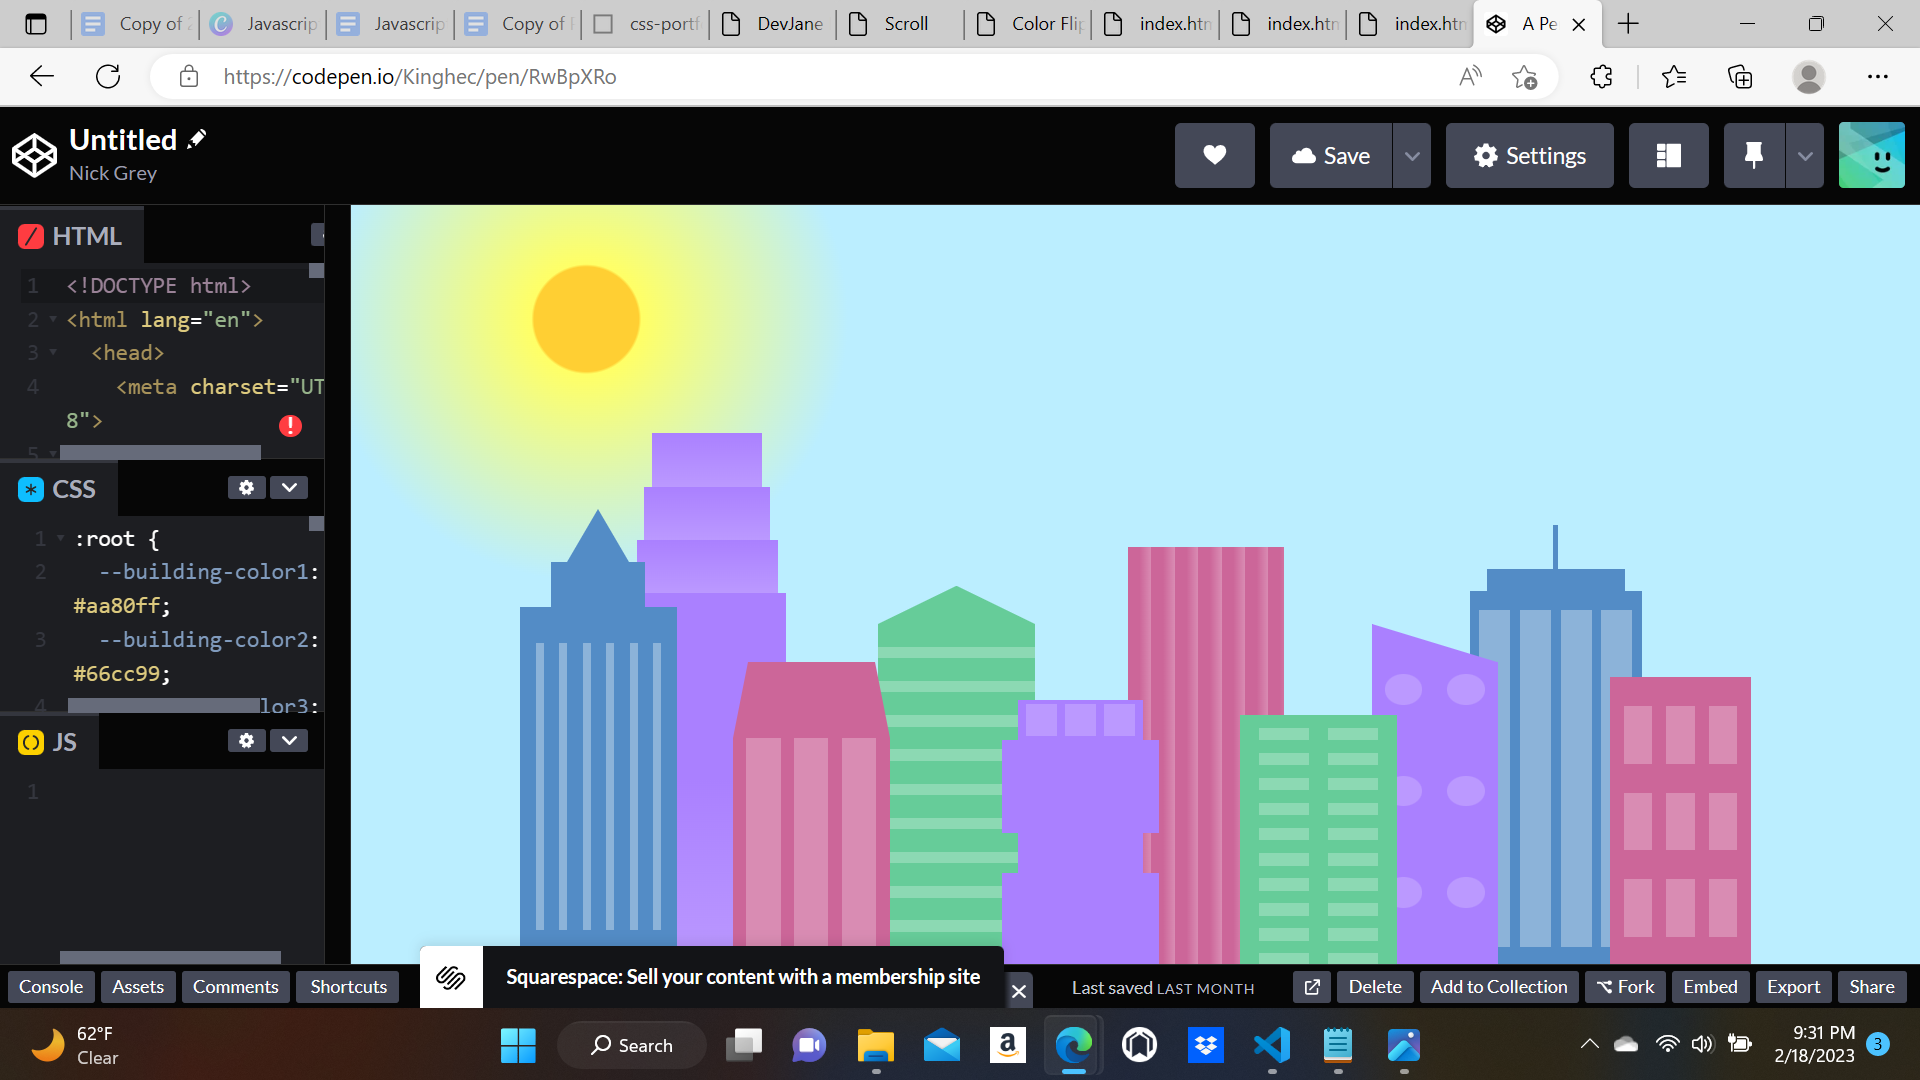 Copy of 2
Javascrip
Javascrip
Copy of
css-portf
DevJane
Scroll
Color Flip
index.htm
index.htm
index.htm
A Pe
https://codepen.io/Kinghec/pen/RwBpXRo
Untitled
Nick Grey
Save
Settings
HTML
1 <!DOCTYPE html>
2 <html lang="en">
3 <head>
4 <meta charset="UT
8">
5
CSS
1 :root {
2 --building-color1:
#aa80ff;
3 --building-color2:
#66cc99;
4 lor3:
JS
1
Squarespace: Sell your content with a membership site
Console
Assets
Comments
Shortcuts
Last saved LAST MONTH
Delete
Add to Collection
Fork
Embed
Export
Share
62°F
Clear
Search
9:31 PM
2/18/2023
3